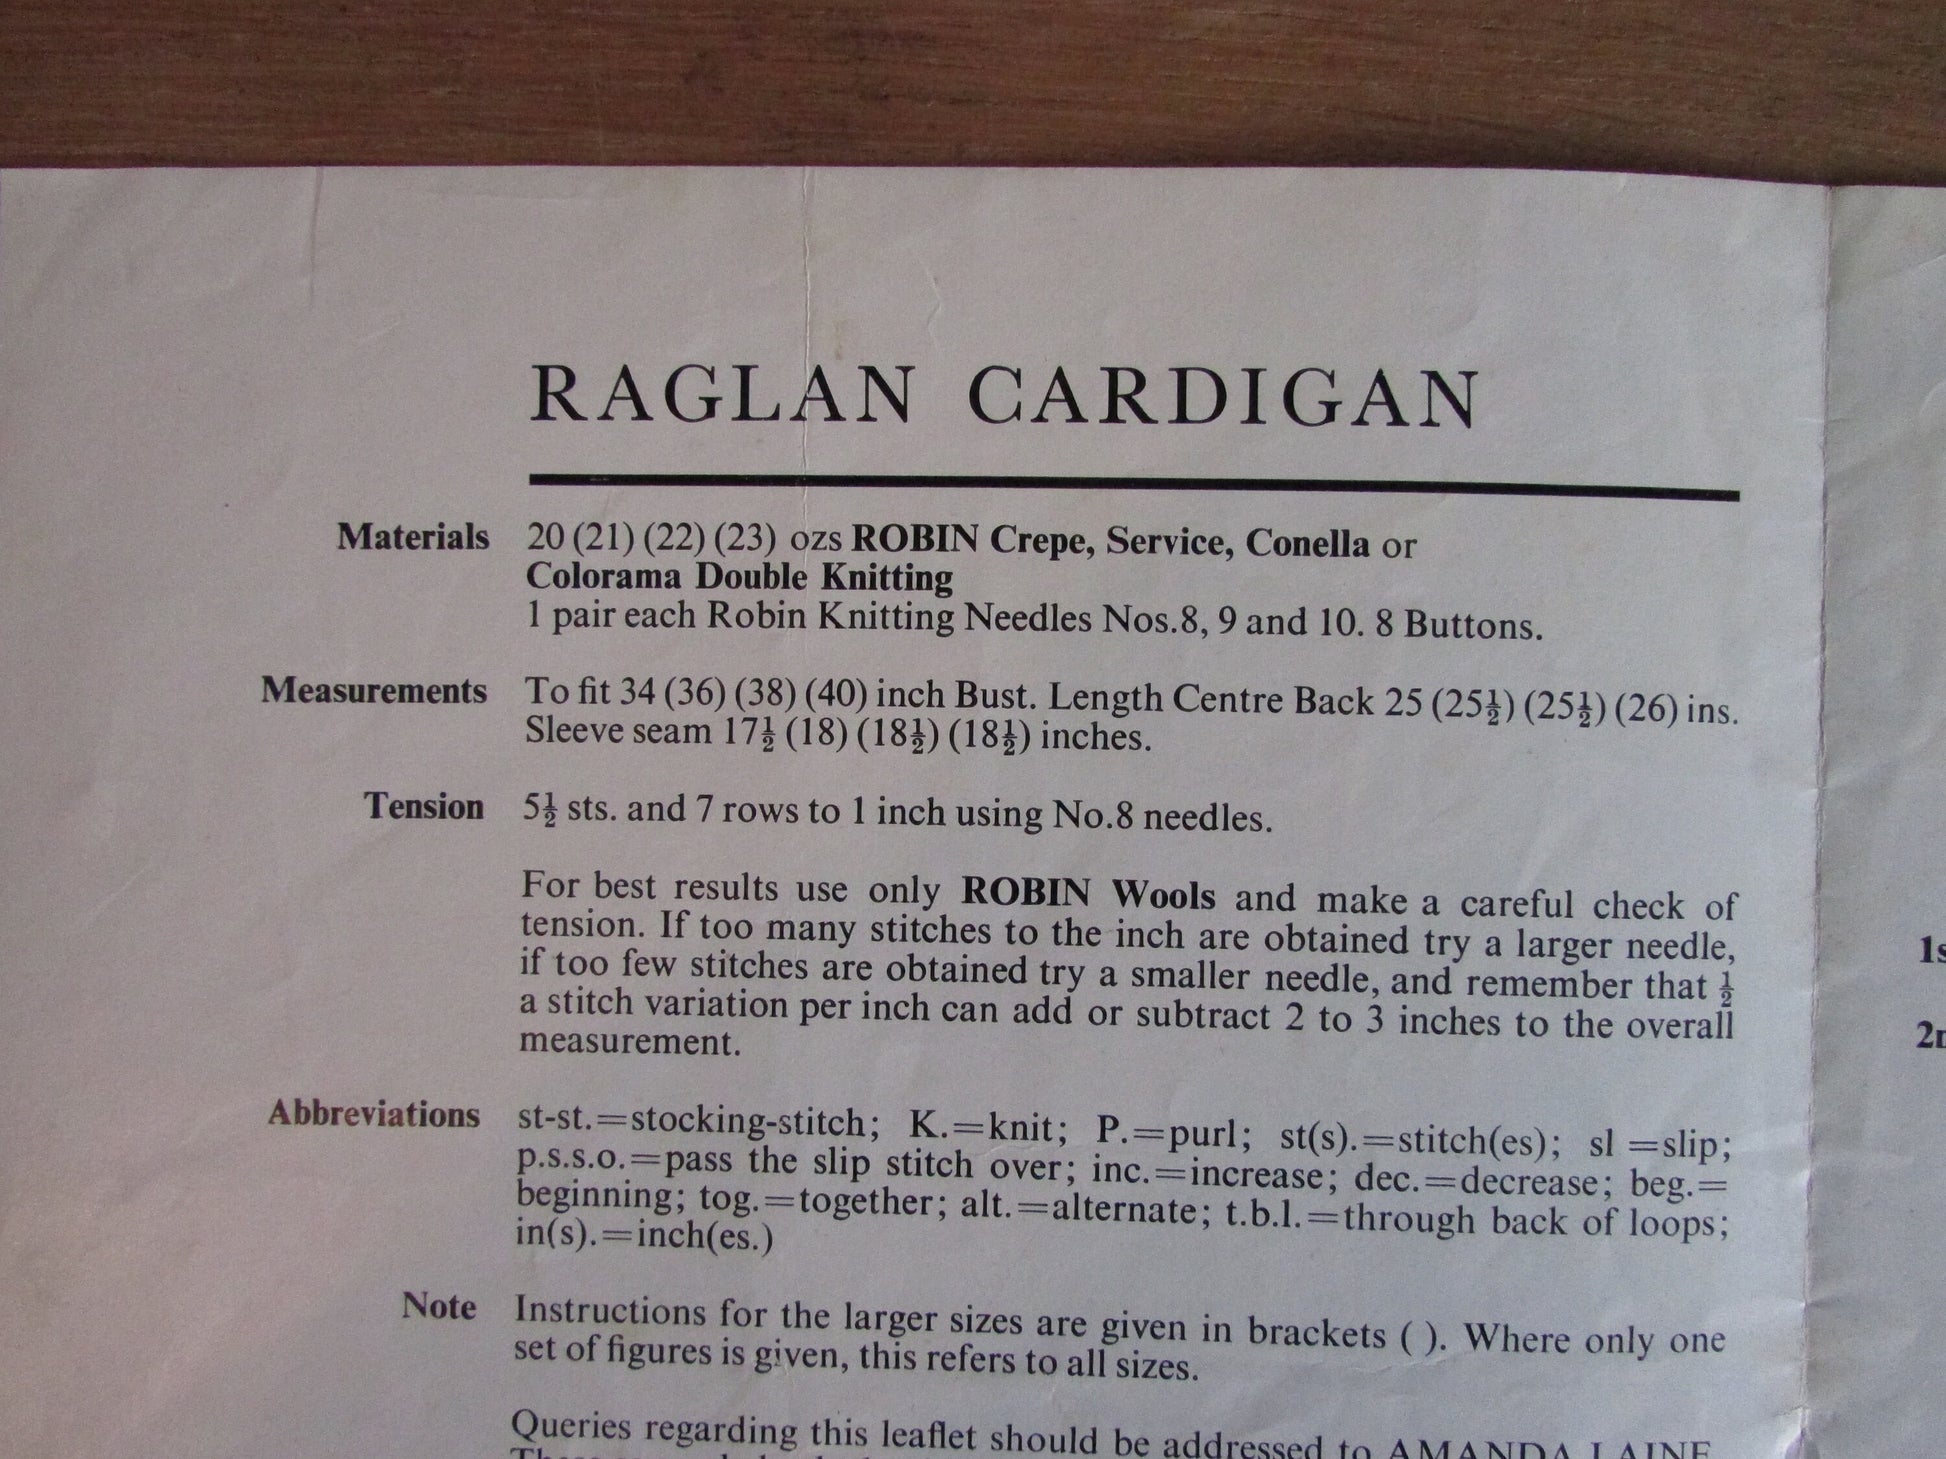 RAGLAN CARDIGAN
Materials 20 (21) (22) (23) ozs ROBIN Crepe, Service, Conella or
Colorama Double Knitting
1 pair each Robin Knitting Needles Nos.8, 9 and 10. 8 Buttons.
Measurements To fit 34 (36) (38) (40) inch Bust. Length Centre Back 25 (25½) (25½) (26) ins.
Sleeve seam 17½ (18) (18½) (18½) inches.
Tension 5½ sts. and 7 rows to 1 inch using No.8 needles.
For best results use only ROBIN Wools and make a careful check of
tension. If too many stitches to the inch are obtained try a larger needle,
if too few stitches are obtained try a smaller needle, and remember that ½
a stitch variation per inch can add or subtract 2 to 3 inches to the overall
measurement.
Abbreviations st-st.=stocking-stitch; K.=knit; P.=purl; st(s).=stitch(es); sl =slip;
p.s.s.o.=pass the slip stitch over; inc.=increase; dec.=decrease; beg.=
beginning; tog.=together; alt.=alternate; t.b.l.=through back of loops;
in(s).=inch(es.)
Note Instructions for the larger sizes are given in brackets ( ). Where only one
set of figures is given, this refers to all sizes.
Queries regarding this leaflet should be addressed to AMANDA LAINE